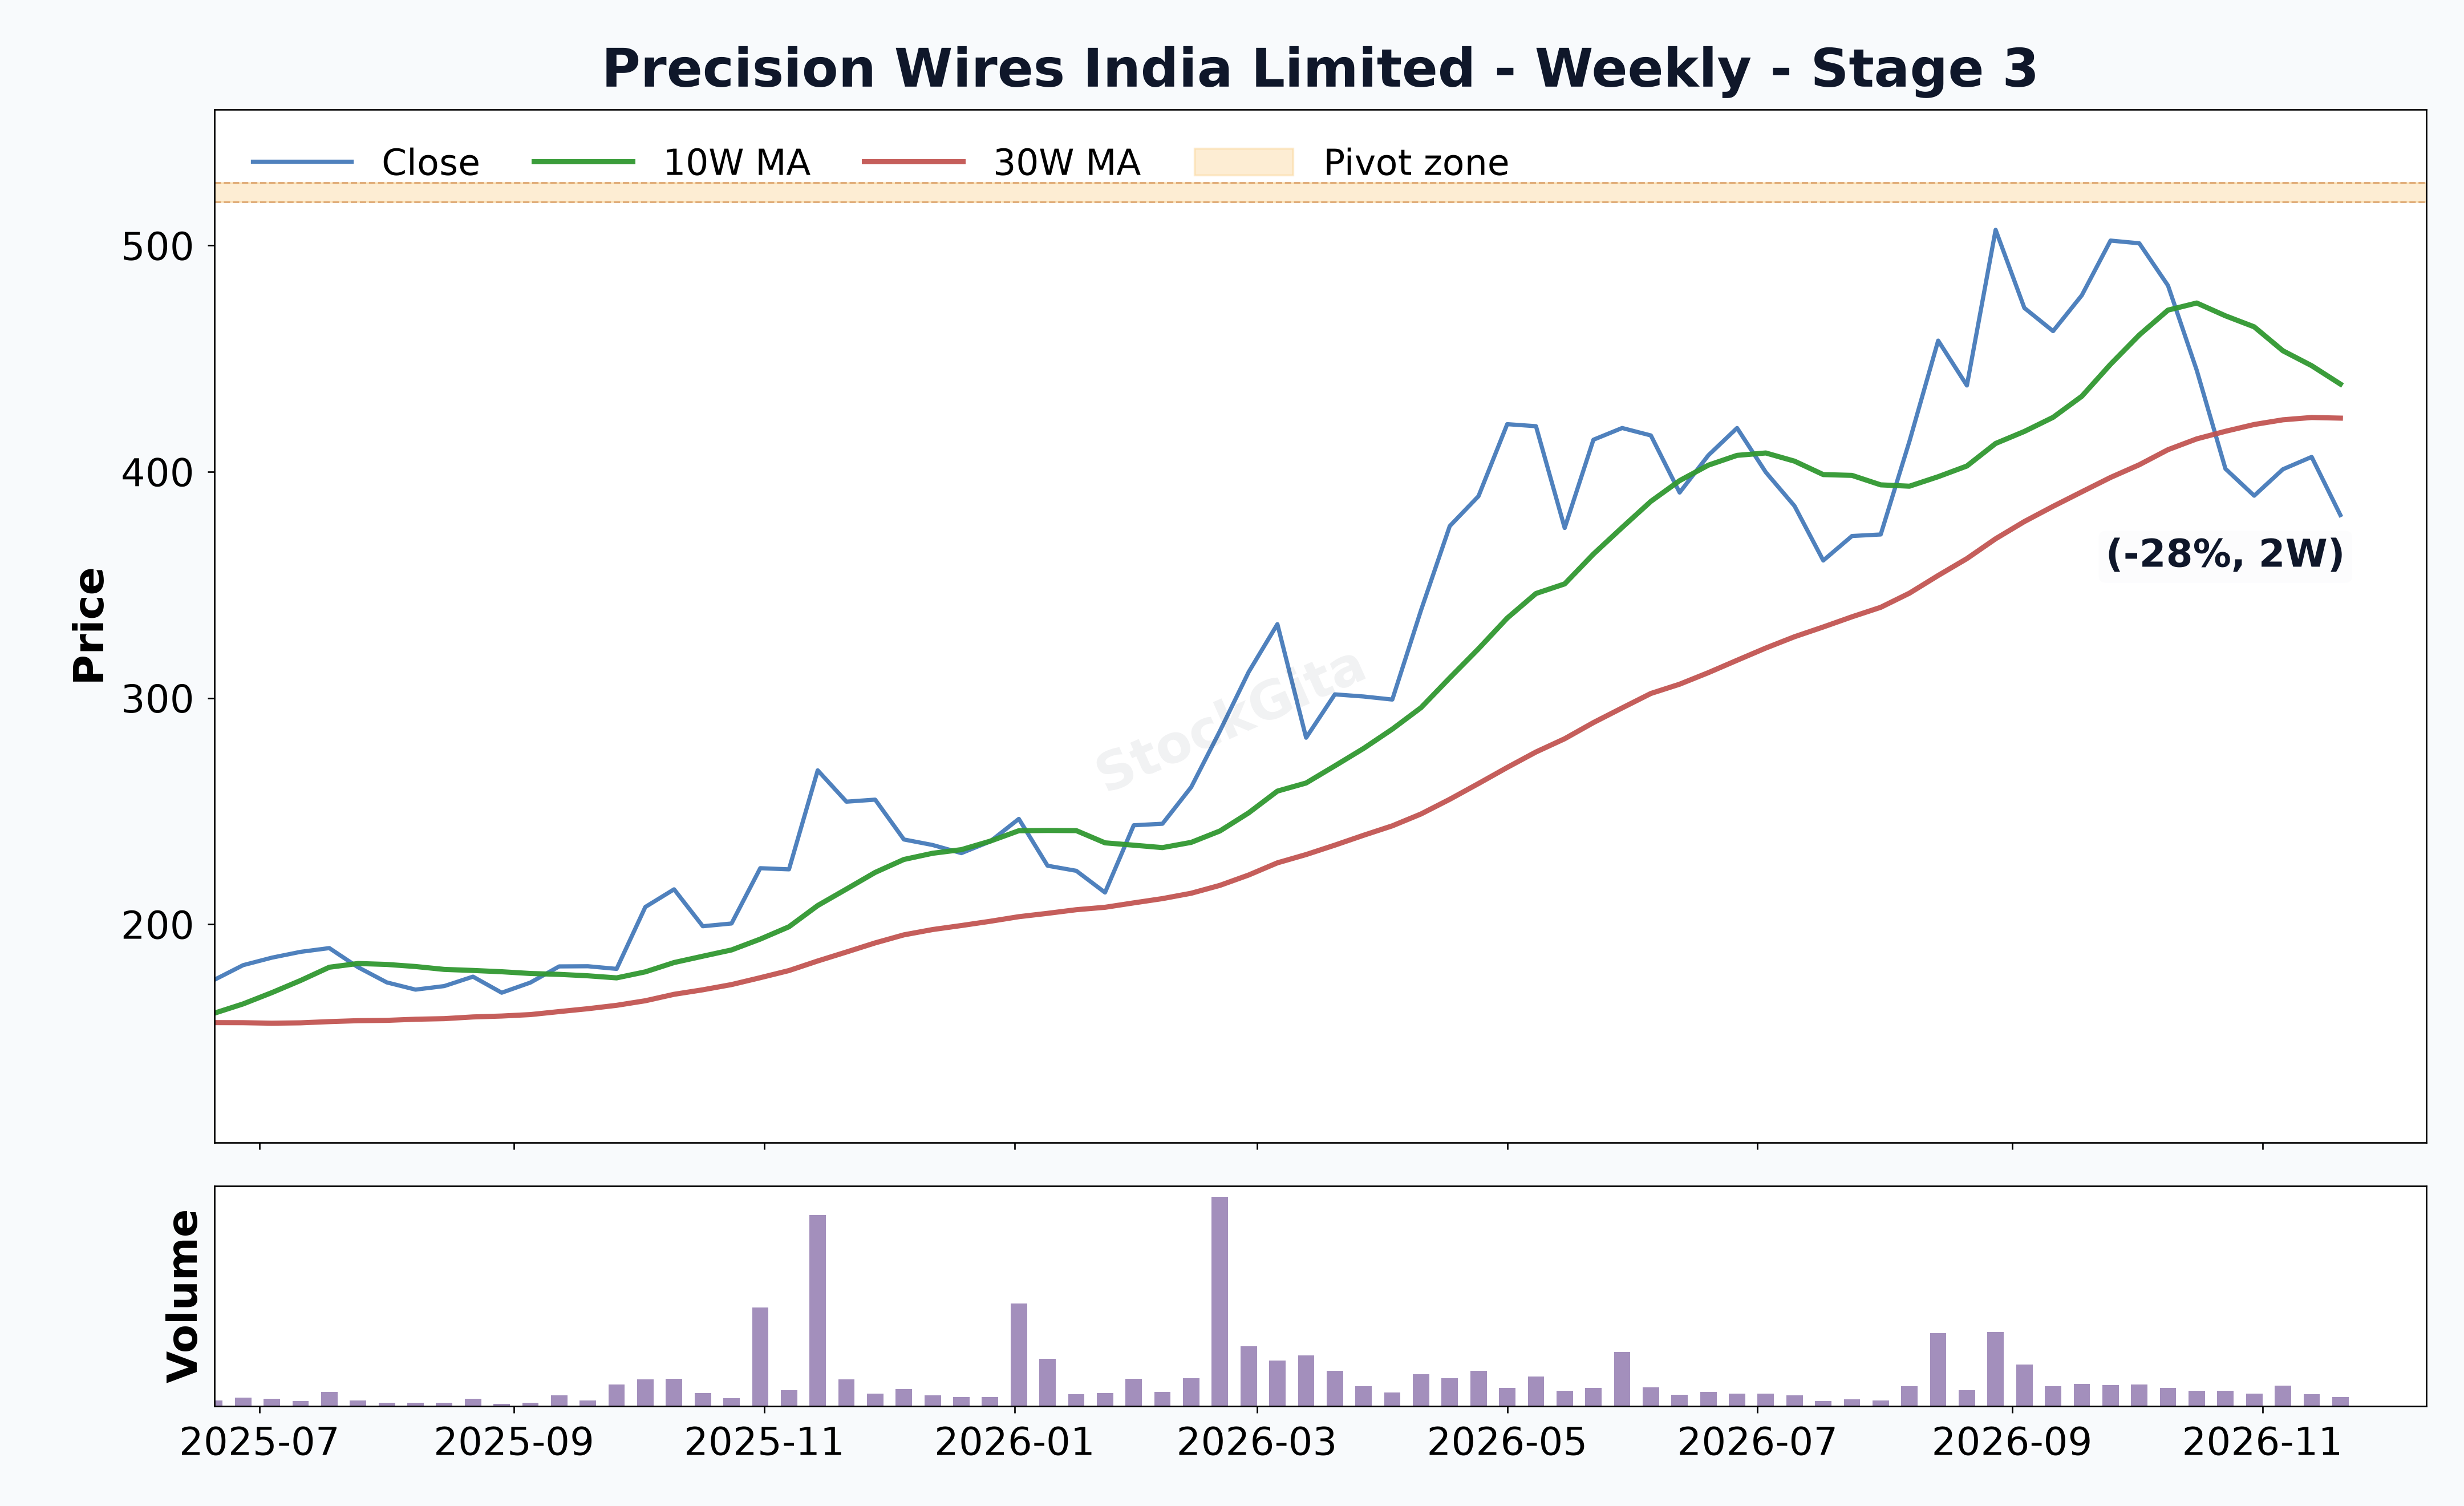 Precision Wires India Limited - Weekly - Stage 3
Close 10W MA 30W MA Pivot zone
500
400
300
200
Price
(-28%, 2W)
StockGita
Volume
2025-07 2025-09 2025-11 2026-01 2026-03 2026-05 2026-07 2026-09 2026-11